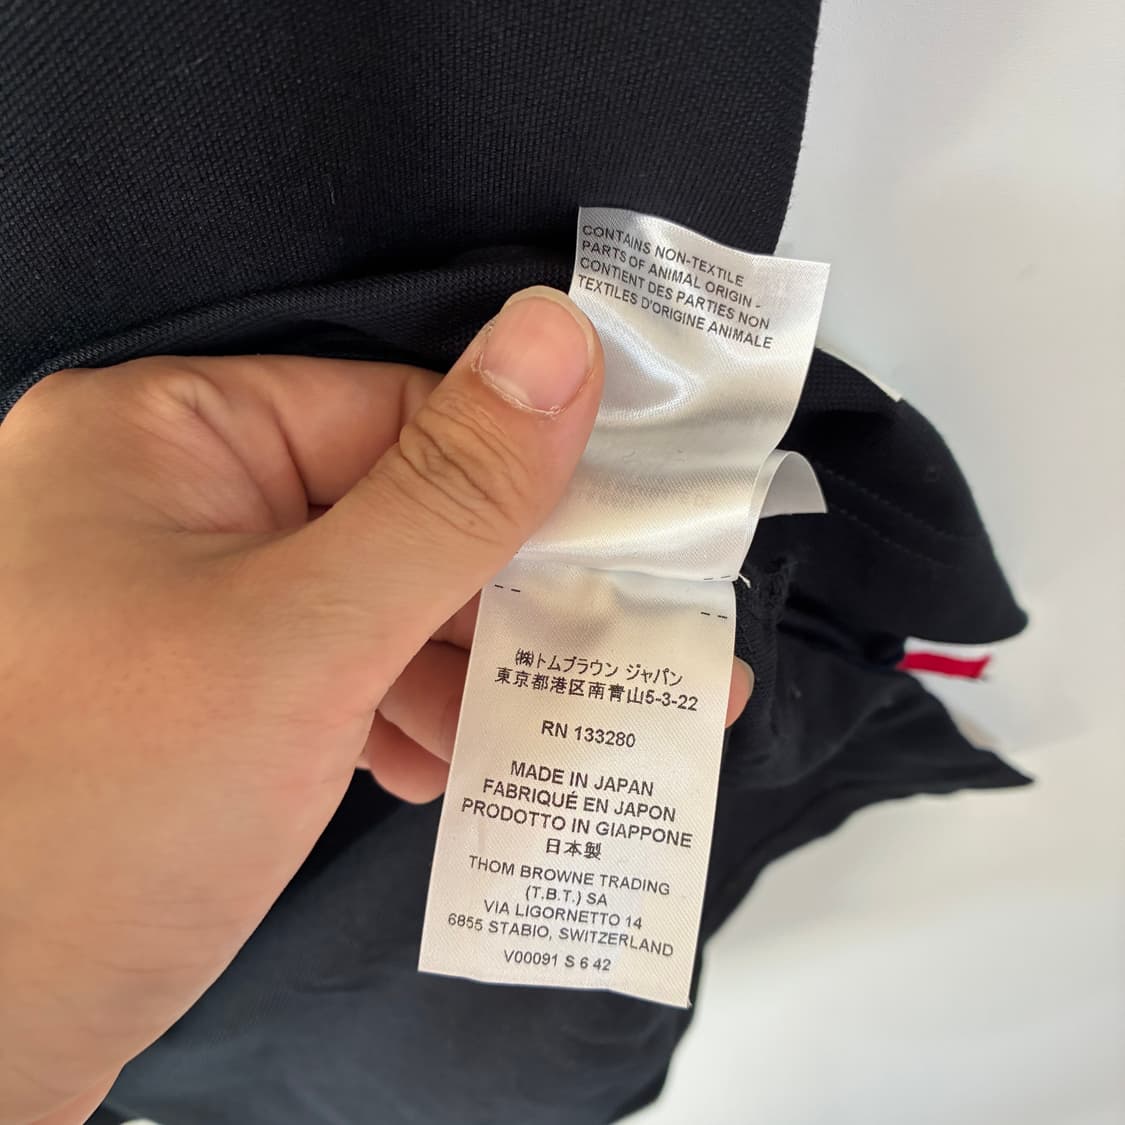 CONTAINS NON-TEXTILE
PARTS OF ANIMAL ORIGIN -
CONTIENT DES PARTIES NON
TEXTILES D'ORIGINE ANIMALE
㈱トムブラウン ジャパン
東京都港区南青山5-3-22
RN 133280
MADE IN JAPAN
FABRIQUÉ EN JAPON
PRODOTTO IN GIAPPONE
日本製
THOM BROWNE TRADING
(T.B.T.) SA
VIA LIGORNETTO 14
6855 STABIO, SWITZERLAND
V00091 S 6 42